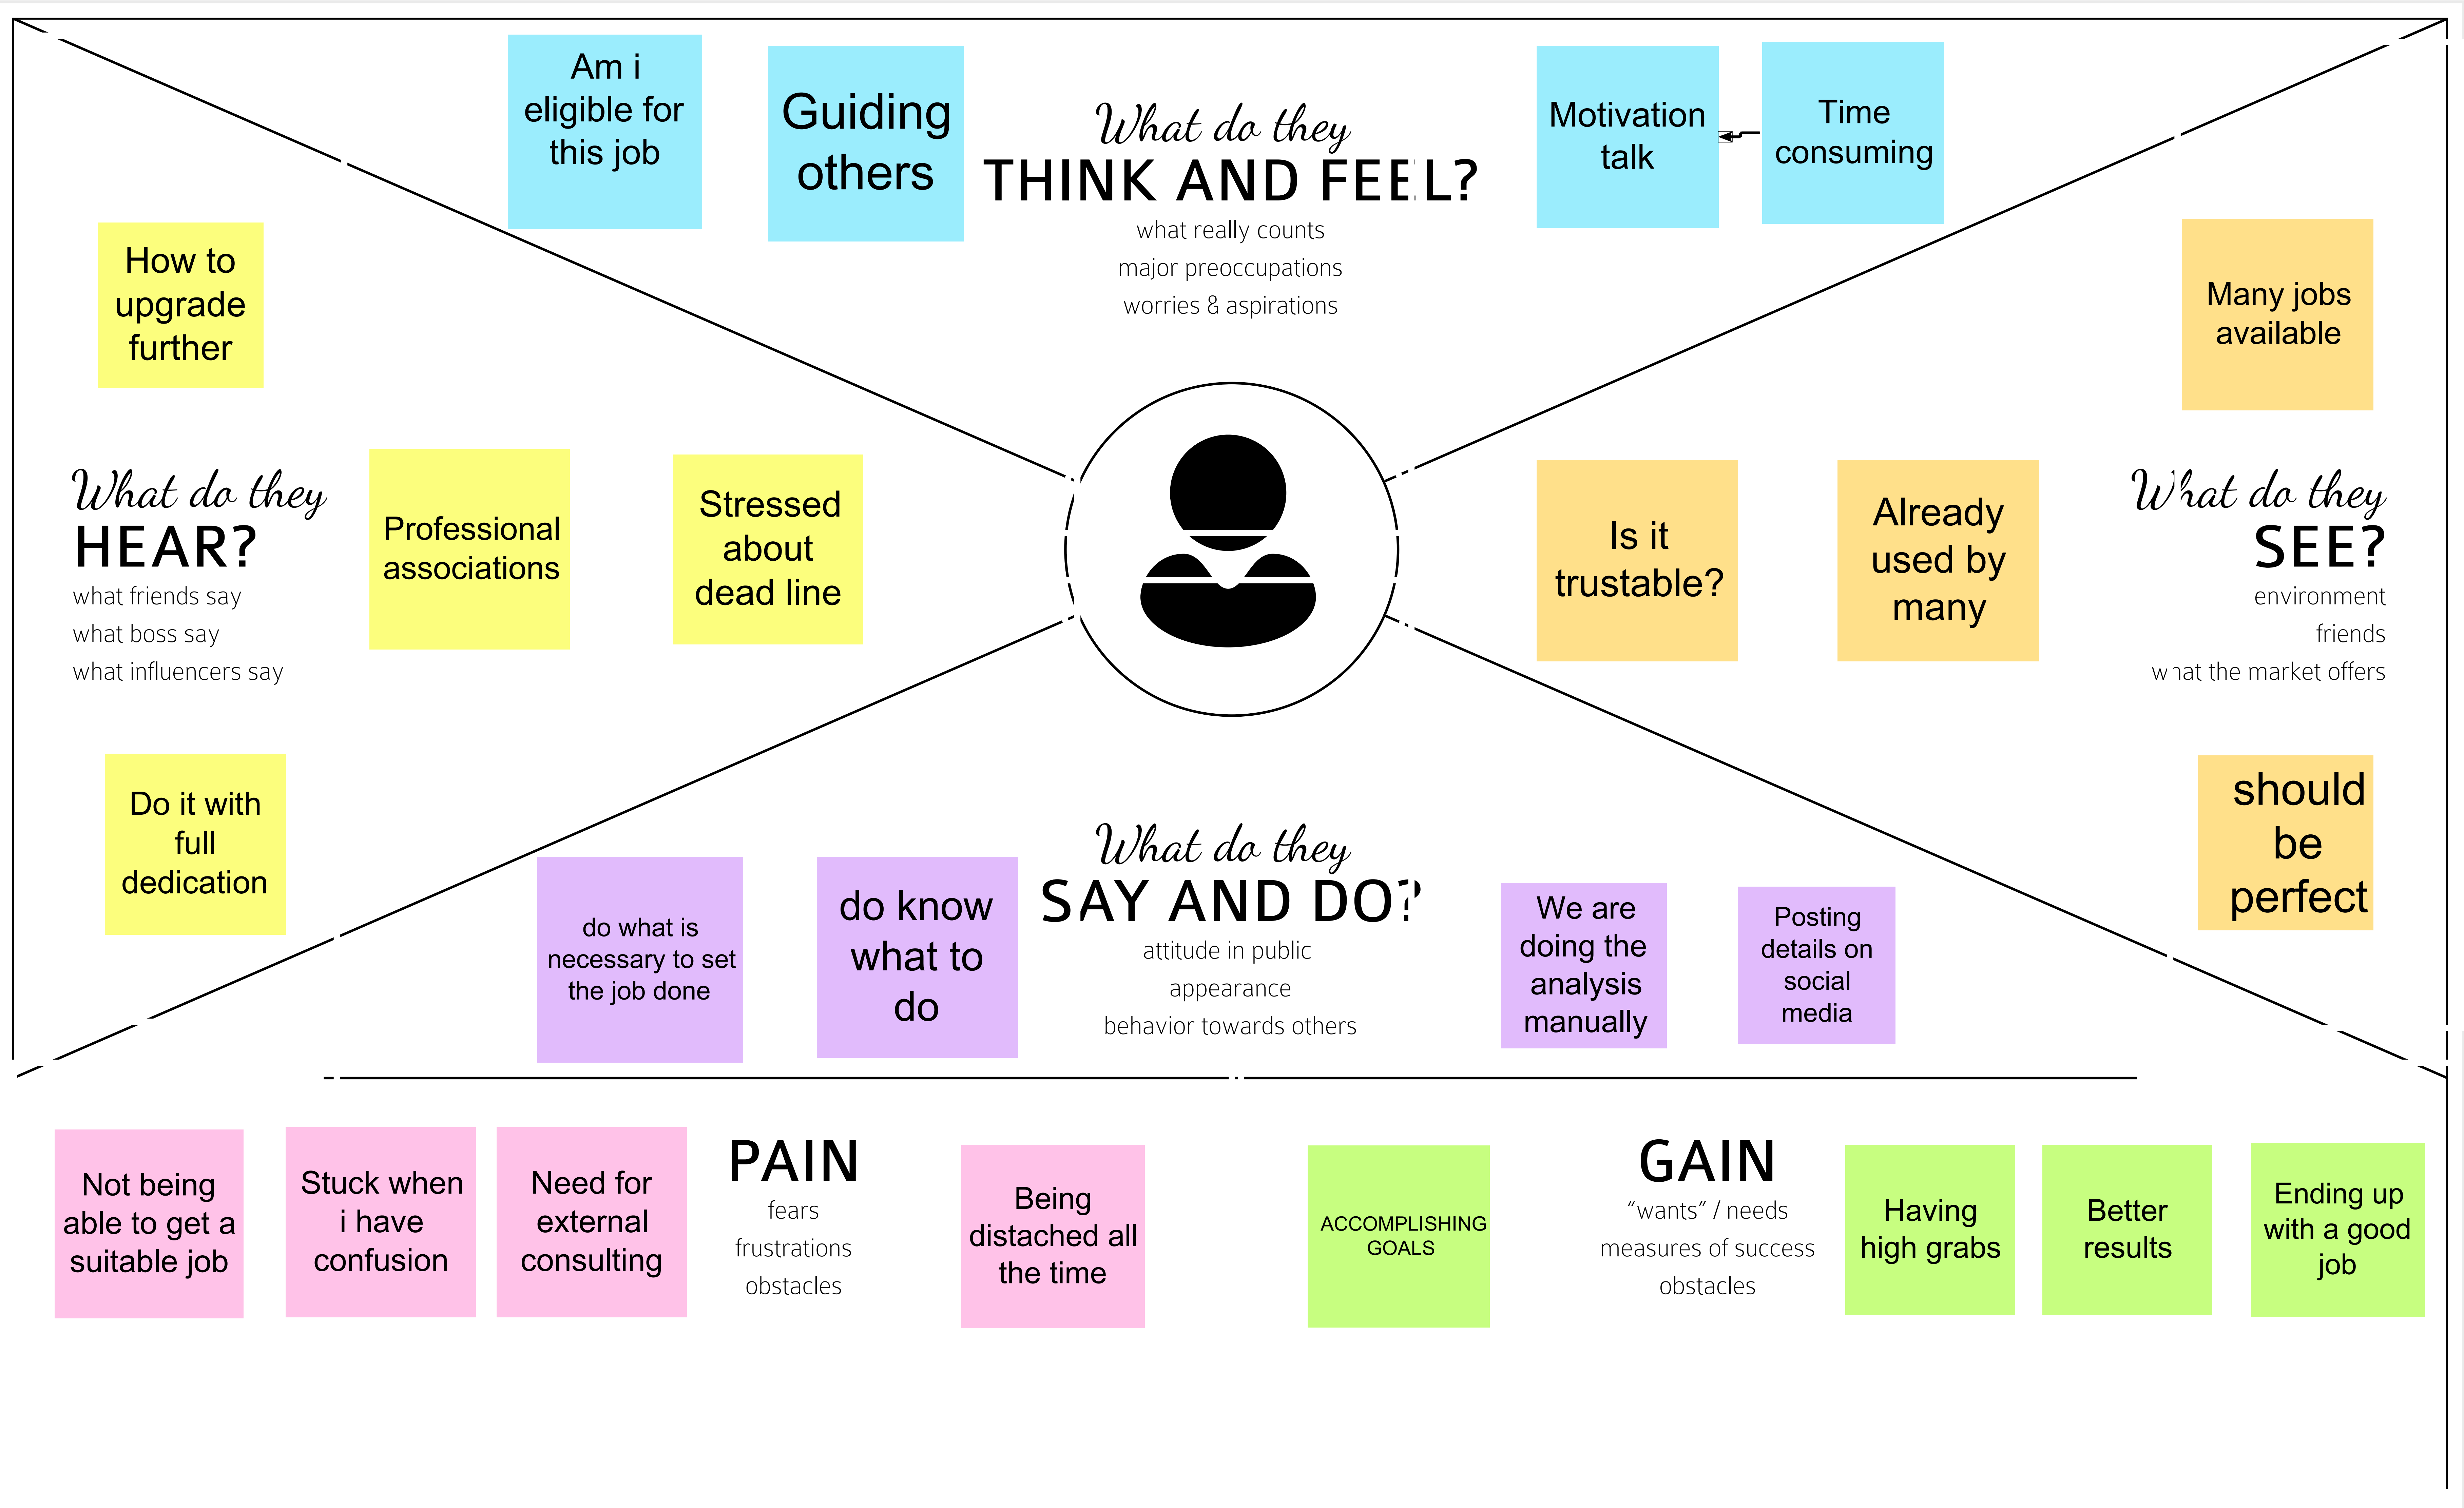 Am i
eligible for
this job
Guiding
others
What do they
THINK AND FEEL?
what really counts
major preoccupations
worries & aspirations
Motivation
talk
Time
consuming
How to
upgrade
further
What do they
HEAR?
what friends say
what boss say
what influencers say
Professional
associations
Stressed
about
dead line
Do it with
full
dedication
Many jobs
available
Is it
trustable?
Already
used by
many
What do they
SEE?
environment
friends
what the market offers
should
be
perfect
do what is
necessary to set
the job done
do know
what to
do
What do they
SAY AND DO?
attitude in public
appearance
behavior towards others
We are
doing the
analysis
manually
Posting
details on
social
media
Not being
able to get a
suitable job
Stuck when
i have
confusion
Need for
external
consulting
PAIN
fears
frustrations
obstacles
Being
distached all
the time
ACCOMPLISHING
GOALS
GAIN
“wants” / needs
measures of success
obstacles
Having
high grabs
Better
results
Ending up
with a good
job